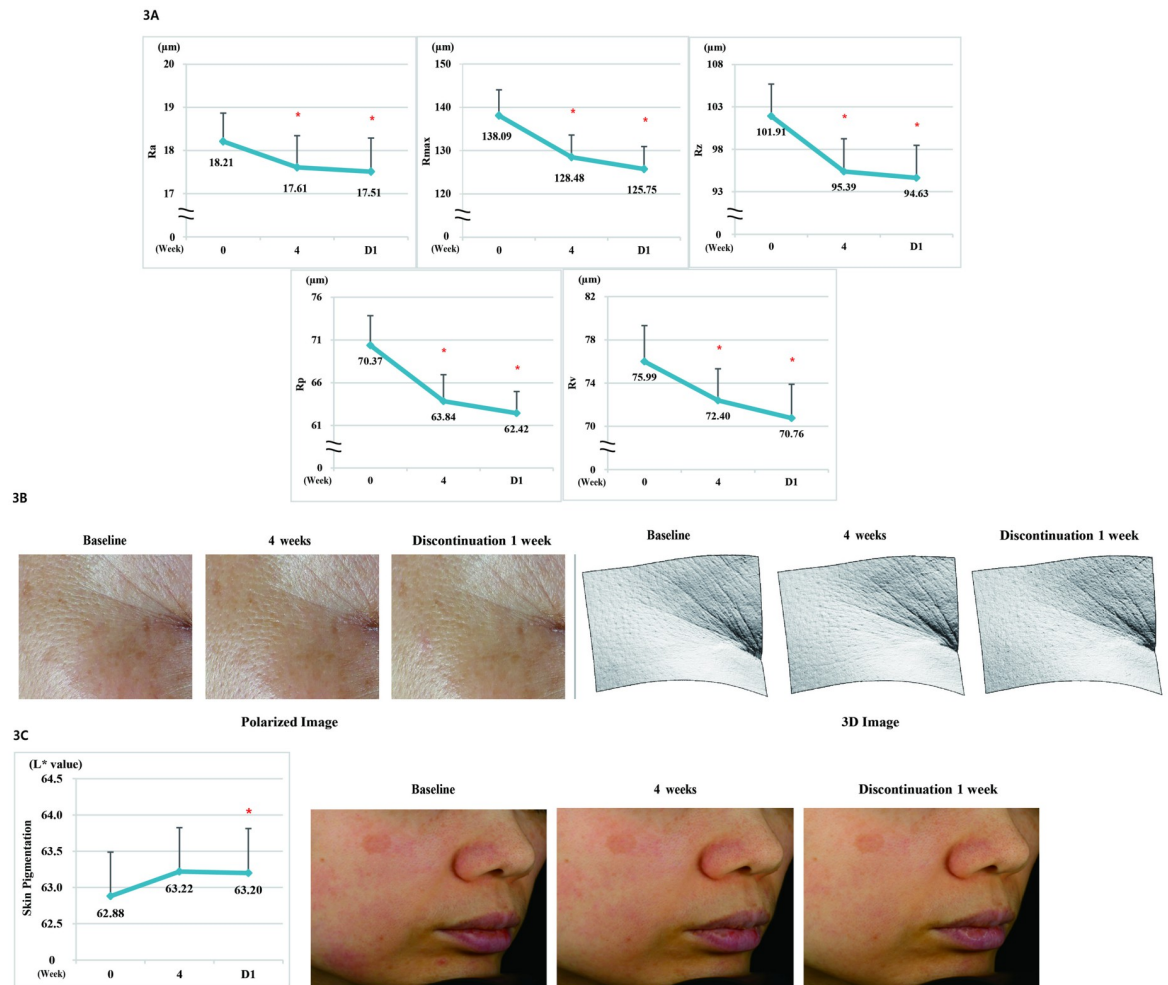 3A
(µm)
20
19
18
17
0
Ra
18.21
17.61
17.51
*
*
(Week)
0
4
D1
(µm)
150
140
130
120
0
Rmax
138.09
128.48
125.75
*
*
(Week)
0
4
D1
(µm)
108
103
98
93
0
Rz
101.91
95.39
94.63
*
*
(Week)
0
4
D1
(µm)
76
71
66
61
0
Rp
70.37
63.84
62.42
*
*
(Week)
0
4
D1
(µm)
82
78
74
70
0
Rv
75.99
72.40
70.76
*
*
(Week)
0
4
D1
3B
Baseline
4 weeks
Discontinuation 1 week
Baseline
4 weeks
Discontinuation 1 week
Polarized Image
3D Image
3C
(L* value)
64.5
64.0
63.5
63.0
62.5
0
Skin Pigmentation
62.88
63.22
63.20
*
(Week)
0
4
D1
Baseline
4 weeks
Discontinuation 1 week